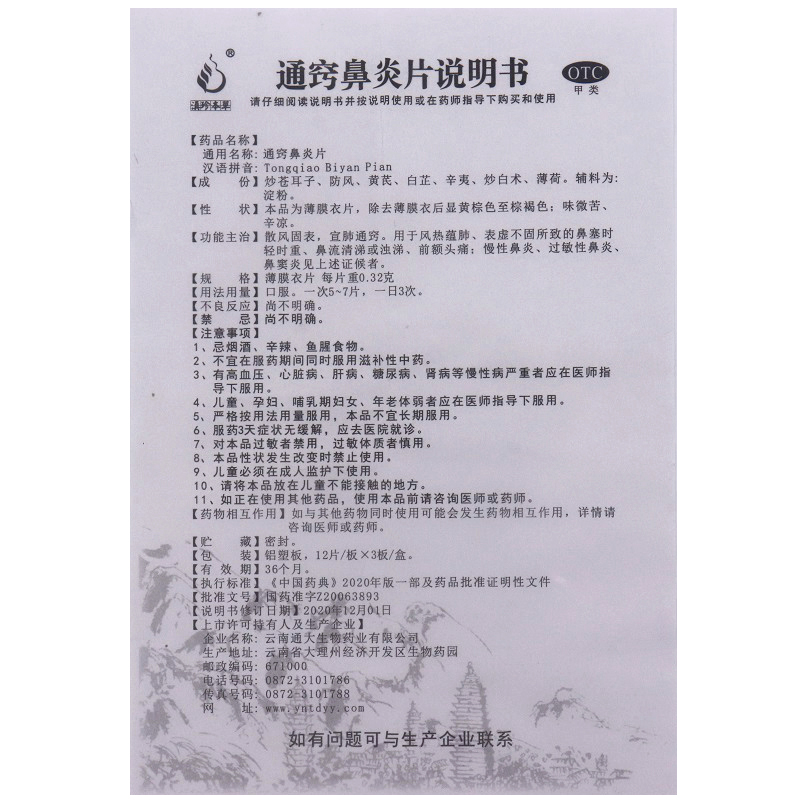 ®
滇玲本草
通窍鼻炎片说明书
OTC
甲类
请仔细阅读说明书并按说明使用或在药师指导下购买和使用
【药品名称】
通用名称: 通窍鼻炎片
汉语拼音: Tongqiao Biyan Pian
【成 份】炒苍耳子、防风、黄芪、白芷、辛夷、炒白术、薄荷。辅料为:
淀粉。
【性 状】本品为薄膜衣片，除去薄膜衣后显黄棕色至棕褐色；味微苦、
辛凉。
【功能主治】散风固表，宣肺通窍。用于风热蕴肺、表虚不固所致的鼻塞时
轻时重、鼻流清涕或浊涕、前额头痛；慢性鼻炎、过敏性鼻炎、
鼻窦炎见上述证候者。
【规 格】薄膜衣片 每片重0.32克
【用法用量】口服。一次5~7片，一日3次。
【不良反应】尚不明确。
【禁 忌】尚不明确。
【注意事项】
1、忌烟酒、辛辣、鱼腥食物。
2、不宜在服药期间同时服用滋补性中药。
3、有高血压、心脏病、肝病、糖尿病、肾病等慢性病严重者应在医师指
导下服用。
4、儿童、孕妇、哺乳期妇女、年老体弱者应在医师指导下服用。
5、严格按用法用量服用，本品不宜长期服用。
6、服药3天症状无缓解，应去医院就诊。
7、对本品过敏者禁用，过敏体质者慎用。
8、本品性状发生改变时禁止使用。
9、儿童必须在成人监护下使用。
10、请将本品放在儿童不能接触的地方。
11、如正在使用其他药品，使用本品前请咨询医师或药师。
【药物相互作用】如与其他药物同时使用可能会发生药物相互作用，详情请
咨询医师或药师。
【贮 藏】密封。
【包 装】铝塑板，12片/板×3板/盒。
【有 效 期】36个月。
【执行标准】《中国药典》2020年版一部及药品批准证明性文件
【批准文号】国药准字Z20063893
【说明书修订日期】2020年12月01日
【上市许可持有人及生产企业】
企业名称: 云南通大生物药业有限公司
生产地址: 云南省大理州经济开发区生物药园
邮政编码: 671000
电话号码: 0872-3101786
传真号码: 0872-3101788
网 址: www.yntdyy.com
如有问题可与生产企业联系